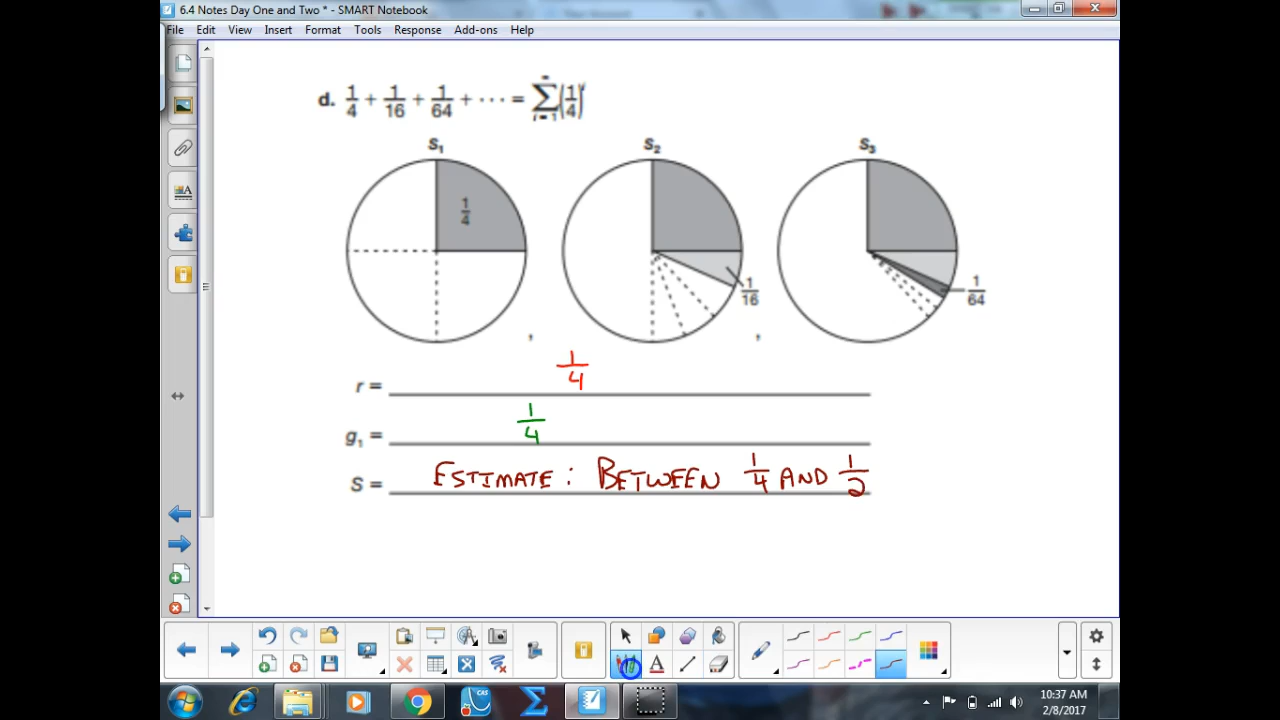 6.4 Notes Day One and Two * - SMART Notebook
File Edit View Insert Format Tools Response Add-ons Help
d. 1/4 + 1/16 + 1/64 + ··· = ∞ Σ i=1 (1/4)^i
S₁ S₂ S₃
1/4
1/16
1/64
, ,
r = 1/4
g₁ = 1/4
S = ESTIMATE: BETWEEN 1/4 AND 1/2
A
CAS
10:37 AM
2/8/2017